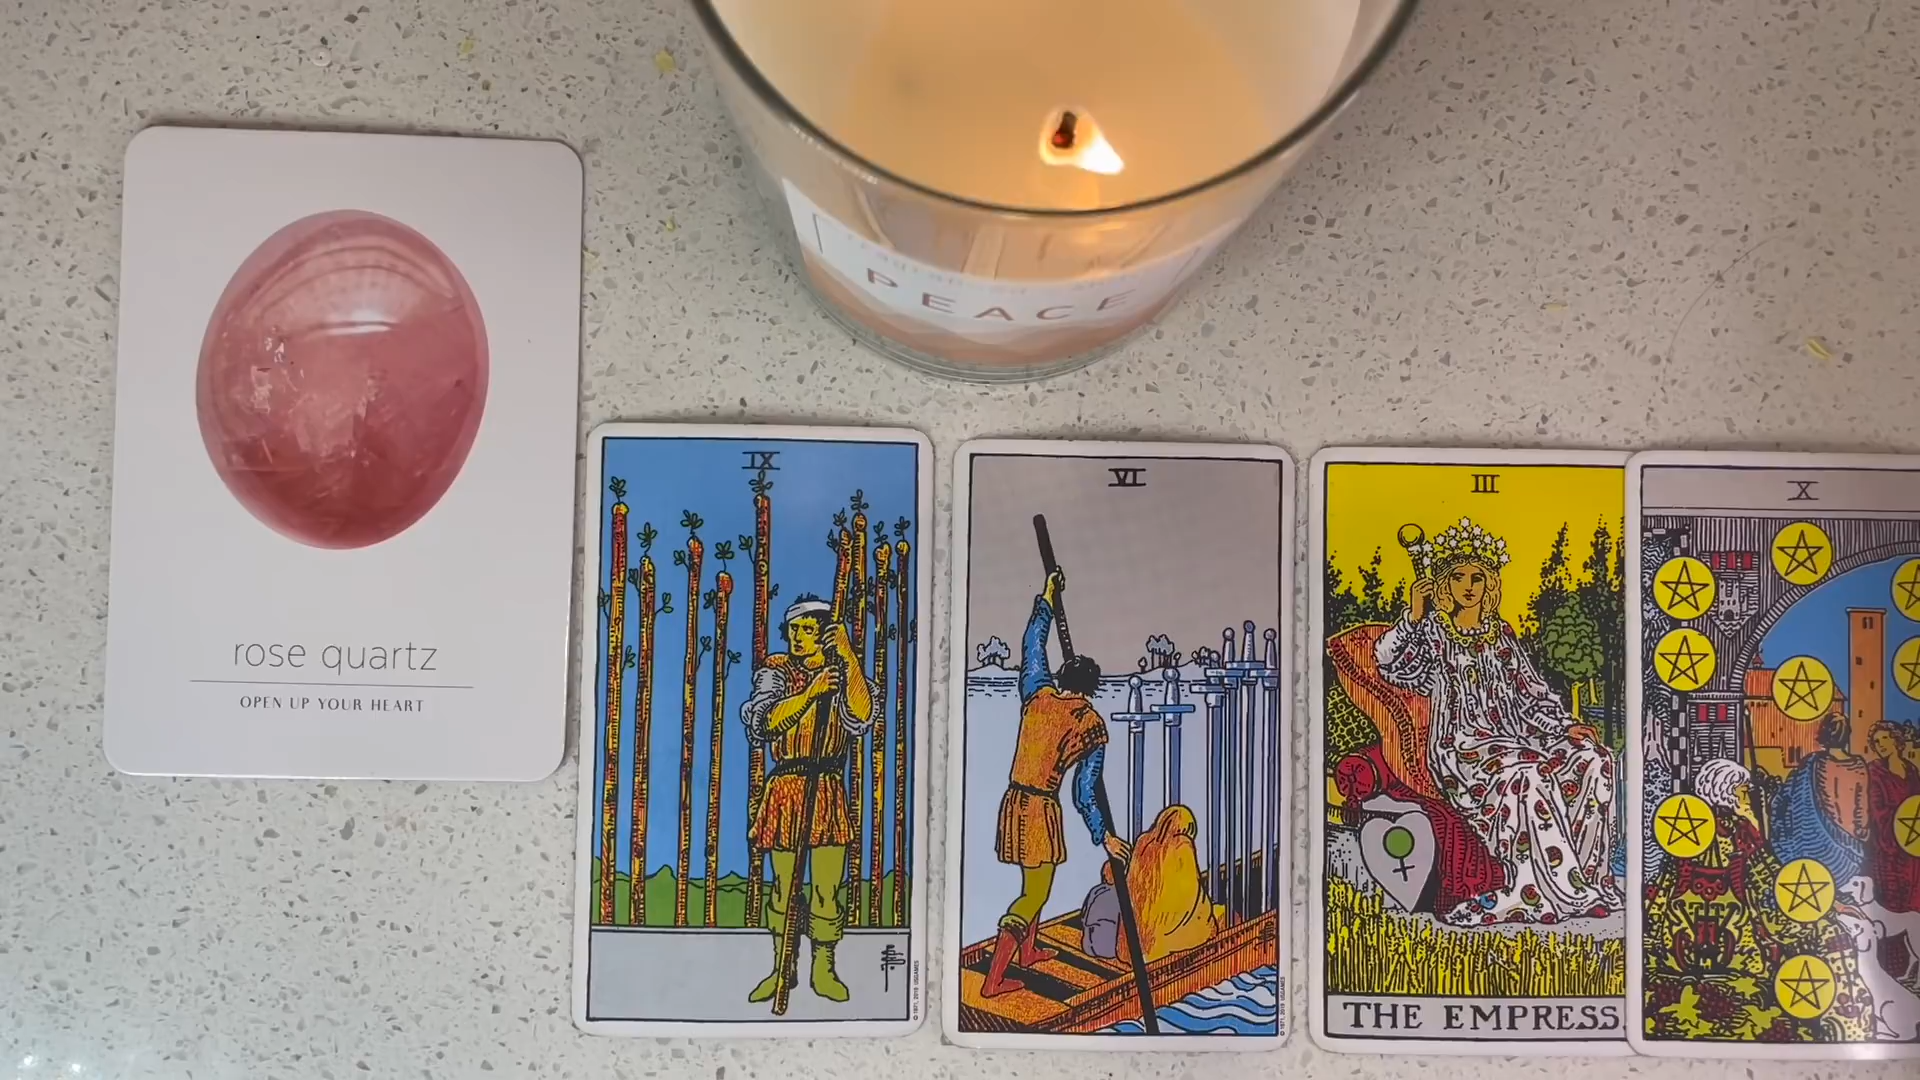 PEACE
rose quartz
OPEN UP YOUR HEART
IX
VI
III
X
THE EMPRESS.